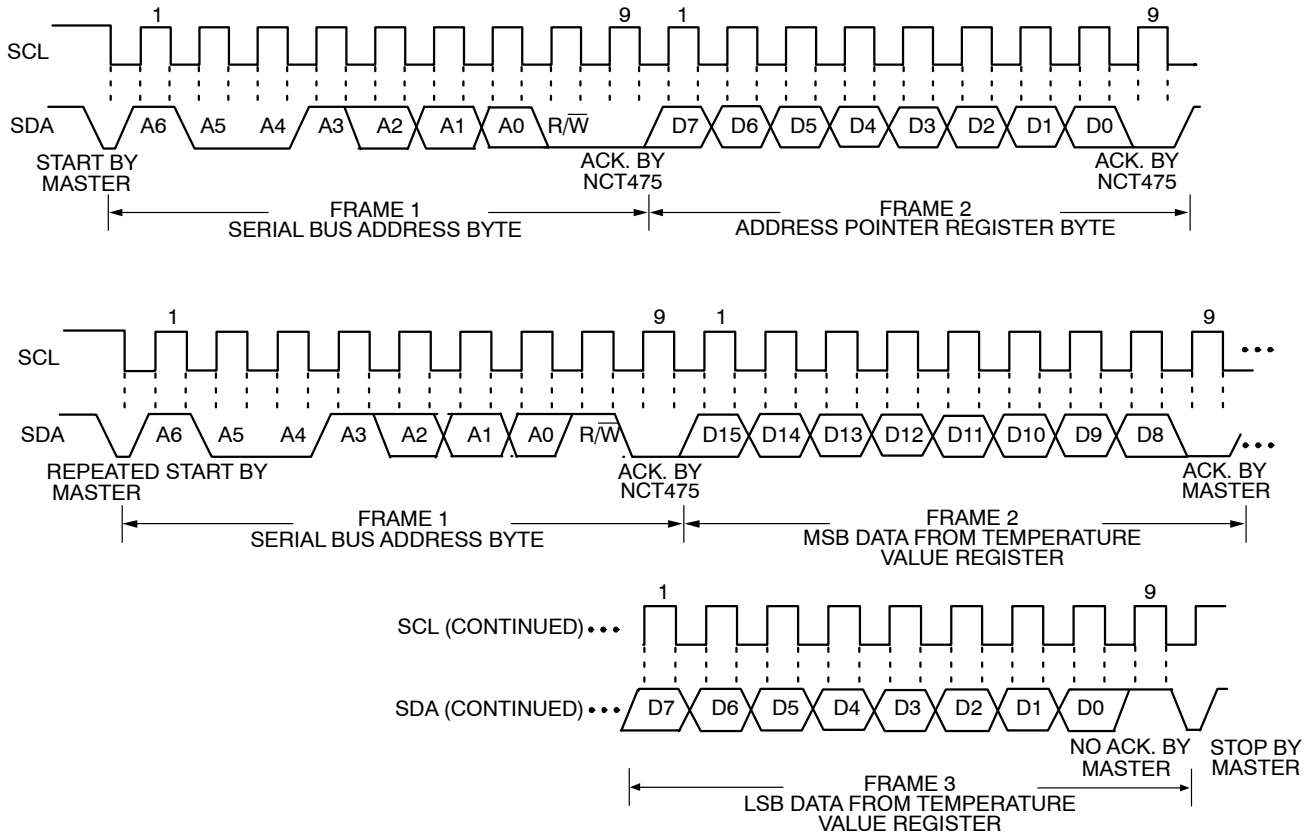 1 9 1 9
SCL
SDA A6 A5 A4 A3 A2 A1 A0 R/W̅ D7 D6 D5 D4 D3 D2 D1 D0
START BY
MASTER
ACK. BY
NCT475
ACK. BY
NCT475
FRAME 1
SERIAL BUS ADDRESS BYTE
FRAME 2
ADDRESS POINTER REGISTER BYTE
1 9 1 9
SCL
SDA A6 A5 A4 A3 A2 A1 A0 R/W̅ D15 D14 D13 D12 D11 D10 D9 D8
REPEATED START BY
MASTER
ACK. BY
NCT475
ACK. BY
MASTER
FRAME 1
SERIAL BUS ADDRESS BYTE
FRAME 2
MSB DATA FROM TEMPERATURE
VALUE REGISTER
1 9
SCL (CONTINUED)
SDA (CONTINUED) D7 D6 D5 D4 D3 D2 D1 D0
NO ACK. BY
MASTER
STOP BY
MASTER
FRAME 3
LSB DATA FROM TEMPERATURE
VALUE REGISTER